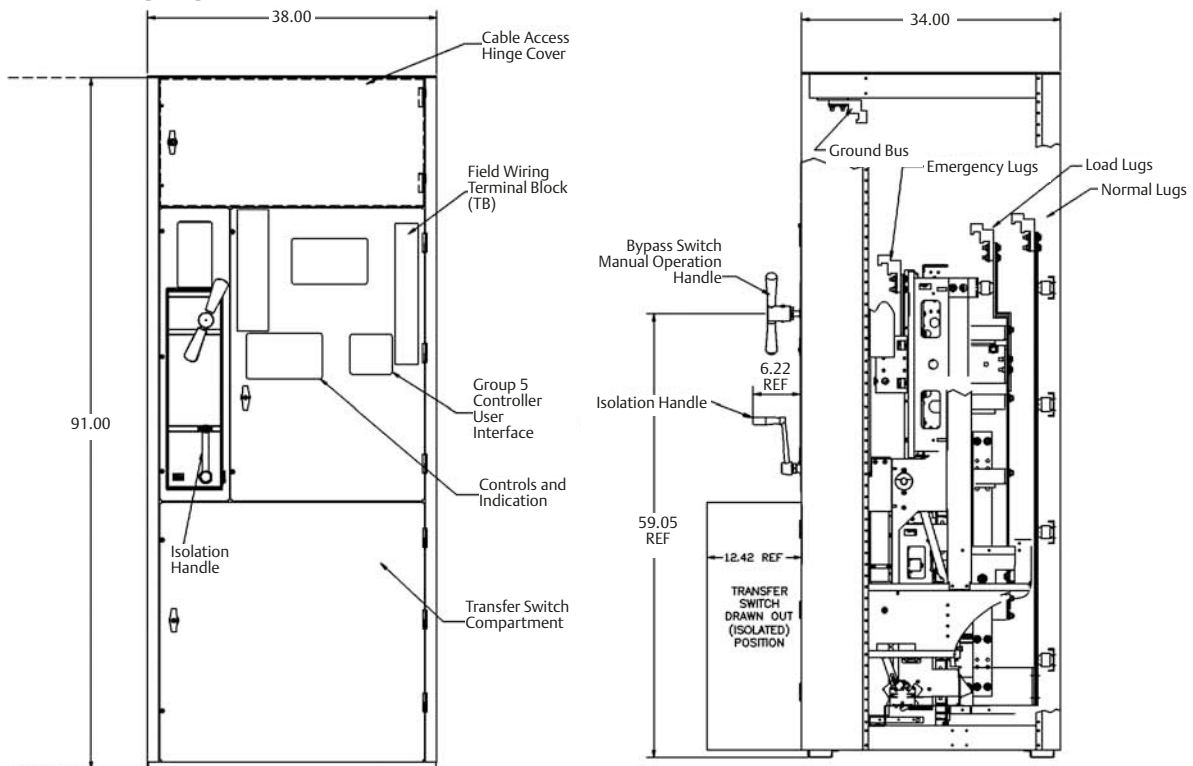 38.00
Cable Access
Hinge Cover
Field Wiring
Terminal Block
(TB)
91.00
Group 5
Controller
User
Interface
Controls and
Indication
Isolation
Handle
Transfer Switch
Compartment
34.00
Ground Bus
Emergency Lugs
Load Lugs
Normal Lugs
Bypass Switch
Manual Operation
Handle
6.22
REF
Isolation Handle
59.05
REF
12.42 REF
TRANSFER
SWITCH
DRAWN OUT
(ISOLATED)
POSITION